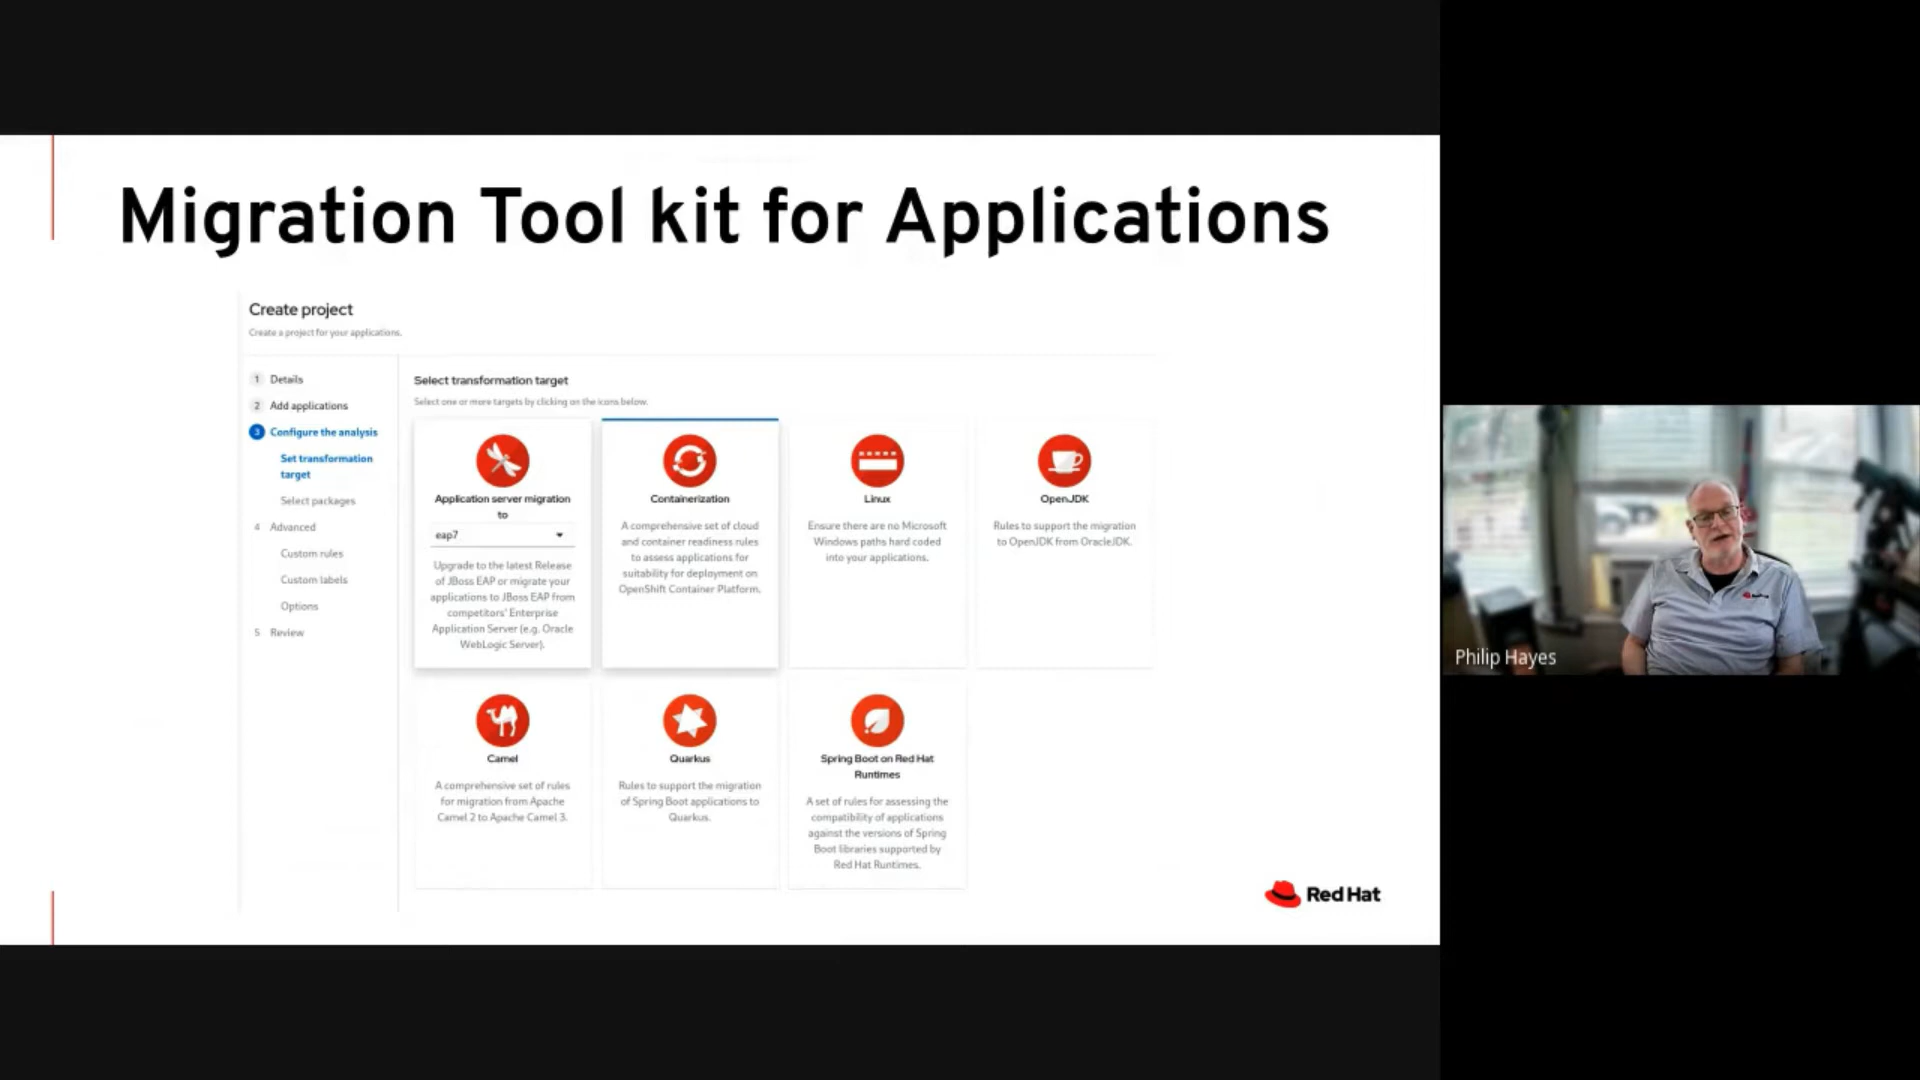 Migration Tool kit for Applications
Create project
Create a project for your applications.
1 Details
2 Add applications
3 Configure the analysis
Set transformation
target
Select packages
4 Advanced
Custom rules
Custom labels
Options
5 Review
Select transformation target
Select one or more targets by clicking on the icons below.
Application server migration
to
eap7
Upgrade to the latest Release
of JBoss EAP or migrate your
applications to JBoss EAP from
competitors' Enterprise
Application Server (e.g. Oracle
WebLogic Server).
Containerization
A comprehensive set of cloud
and container readiness rules
to assess applications for
suitability for deployment on
OpenShift Container Platform.
Linux
Ensure there are no Microsoft
Windows paths hard coded
into your applications.
OpenJDK
Rules to support the migration
to OpenJDK from OracleJDK.
Camel
A comprehensive set of rules
for migration from Apache
Camel 2 to Apache Camel 3.
Quarkus
Rules to support the migration
of Spring Boot applications to
Quarkus.
Spring Boot on Red Hat
Runtimes
A set of rules for assessing the
compatibility of applications
against the versions of Spring
Boot libraries supported by
Red Hat Runtimes.
Red Hat
Philip Hayes